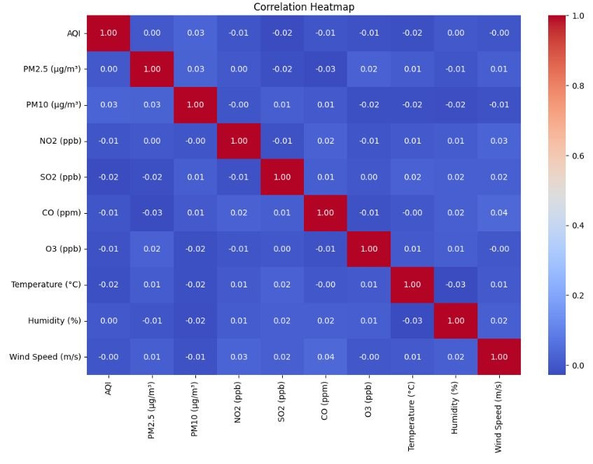 Correlation Heatmap
AQI 1.00 0.00 0.03 -0.01 -0.02 -0.01 -0.01 -0.02 0.00 -0.00
PM2.5 (µg/m³) 0.00 1.00 0.03 0.00 -0.02 -0.03 0.02 0.01 -0.01 0.01
PM10 (µg/m³) 0.03 0.03 1.00 -0.00 0.01 0.01 -0.02 -0.02 -0.02 -0.01
NO2 (ppb) -0.01 0.00 -0.00 1.00 -0.01 0.02 -0.01 0.01 0.01 0.03
SO2 (ppb) -0.02 -0.02 0.01 -0.01 1.00 0.01 0.00 0.02 0.02 0.02
CO (ppm) -0.01 -0.03 0.01 0.02 0.01 1.00 -0.01 -0.00 0.02 0.04
O3 (ppb) -0.01 0.02 -0.02 -0.01 0.00 -0.01 1.00 0.01 0.01 -0.00
Temperature (°C) -0.02 0.01 -0.02 0.01 0.02 -0.00 0.01 1.00 -0.03 0.01
Humidity (%) 0.00 -0.01 -0.02 0.01 0.02 0.02 0.01 -0.03 1.00 0.02
Wind Speed (m/s) -0.00 0.01 -0.01 0.03 0.02 0.04 -0.00 0.01 0.02 1.00
AQI
PM2.5 (µg/m³)
PM10 (µg/m³)
NO2 (ppb)
SO2 (ppb)
CO (ppm)
O3 (ppb)
Temperature (°C)
Humidity (%)
Wind Speed (m/s)
1.0
0.8
0.6
0.4
0.2
0.0